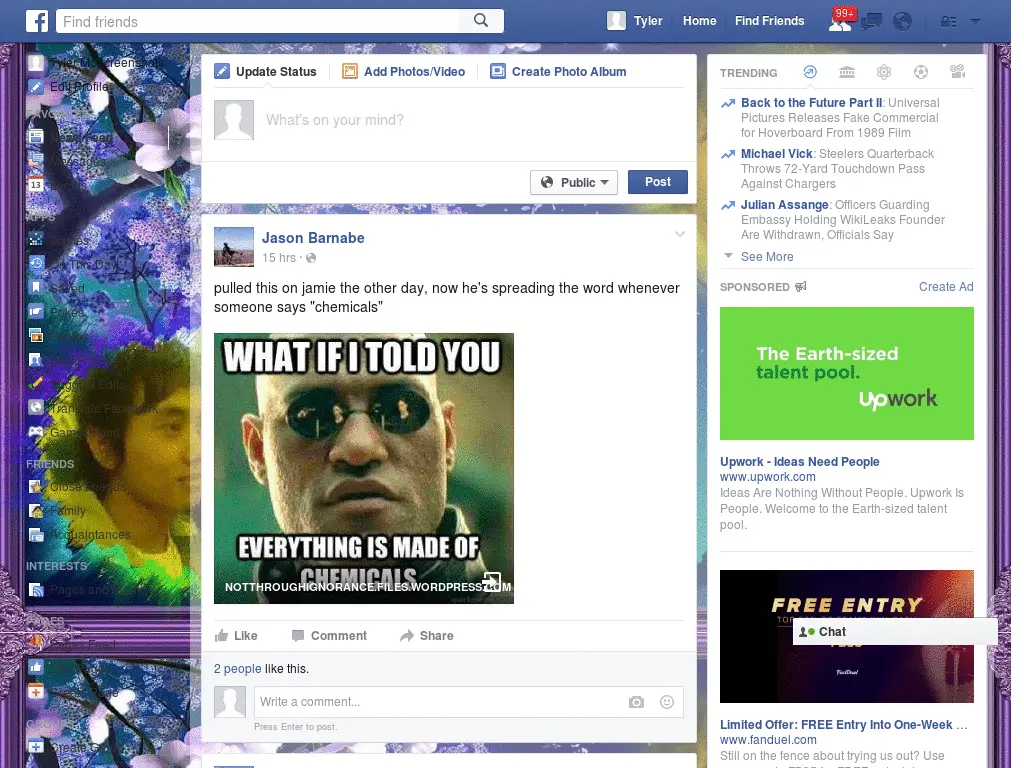 Find friends
Tyler
Home
Find Friends
99+
Edit Profile
13
APPS
On This Day
Saved
Translate Facebook
FRIENDS
Close Friends
Family
Acquaintances
INTERESTS
Pages and
Pages Feed
Create
Update Status
Add Photos/Video
Create Photo Album
What's on your mind?
Public
Post
Jason Barnabe
15 hrs ·
pulled this on jamie the other day, now he's spreading the word whenever
someone says "chemicals"
WHAT IF I TOLD YOU
EVERYTHING IS MADE OF
CHEMICALS
NOTTHROUGHIGNORANCE.FILES.WORDPRESS.COM
Like
Comment
Share
2 people like this.
Write a comment...
Press Enter to post.
TRENDING
Back to the Future Part II: Universal
Pictures Releases Fake Commercial
for Hoverboard From 1989 Film
Michael Vick: Steelers Quarterback
Throws 72-Yard Touchdown Pass
Against Chargers
Julian Assange: Officers Guarding
Embassy Holding WikiLeaks Founder
Are Withdrawn, Officials Say
See More
SPONSORED
Create Ad
The Earth-sized
talent pool.
Upwork
Upwork - Ideas Need People
www.upwork.com
Ideas Are Nothing Without People. Upwork Is
People. Welcome to the Earth-sized talent
pool.
FREE ENTRY
Chat
FanDuel
Limited Offer: FREE Entry Into One-Week ...
www.fanduel.com
Still on the fence about trying us out? Use